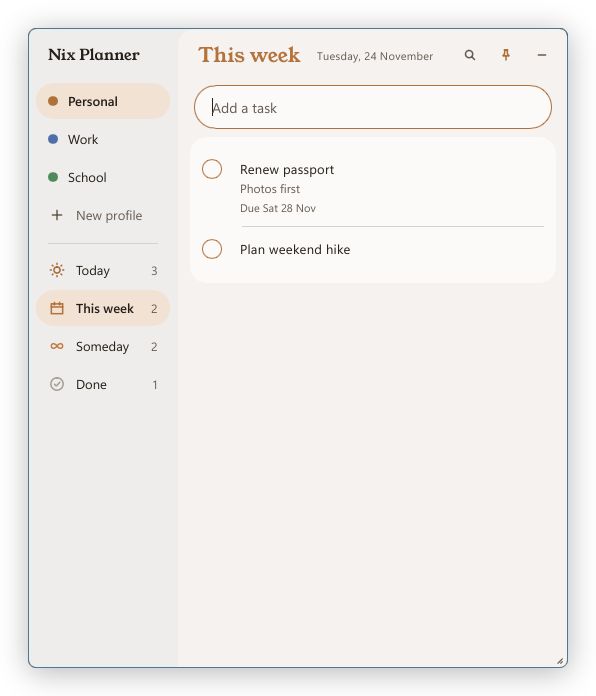 Nix Planner
Personal
Work
School
New profile
Today 3
This week 2
Someday 2
Done 1
This week Tuesday, 24 November
Add a task
Renew passport
Photos first
Due Sat 28 Nov
Plan weekend hike